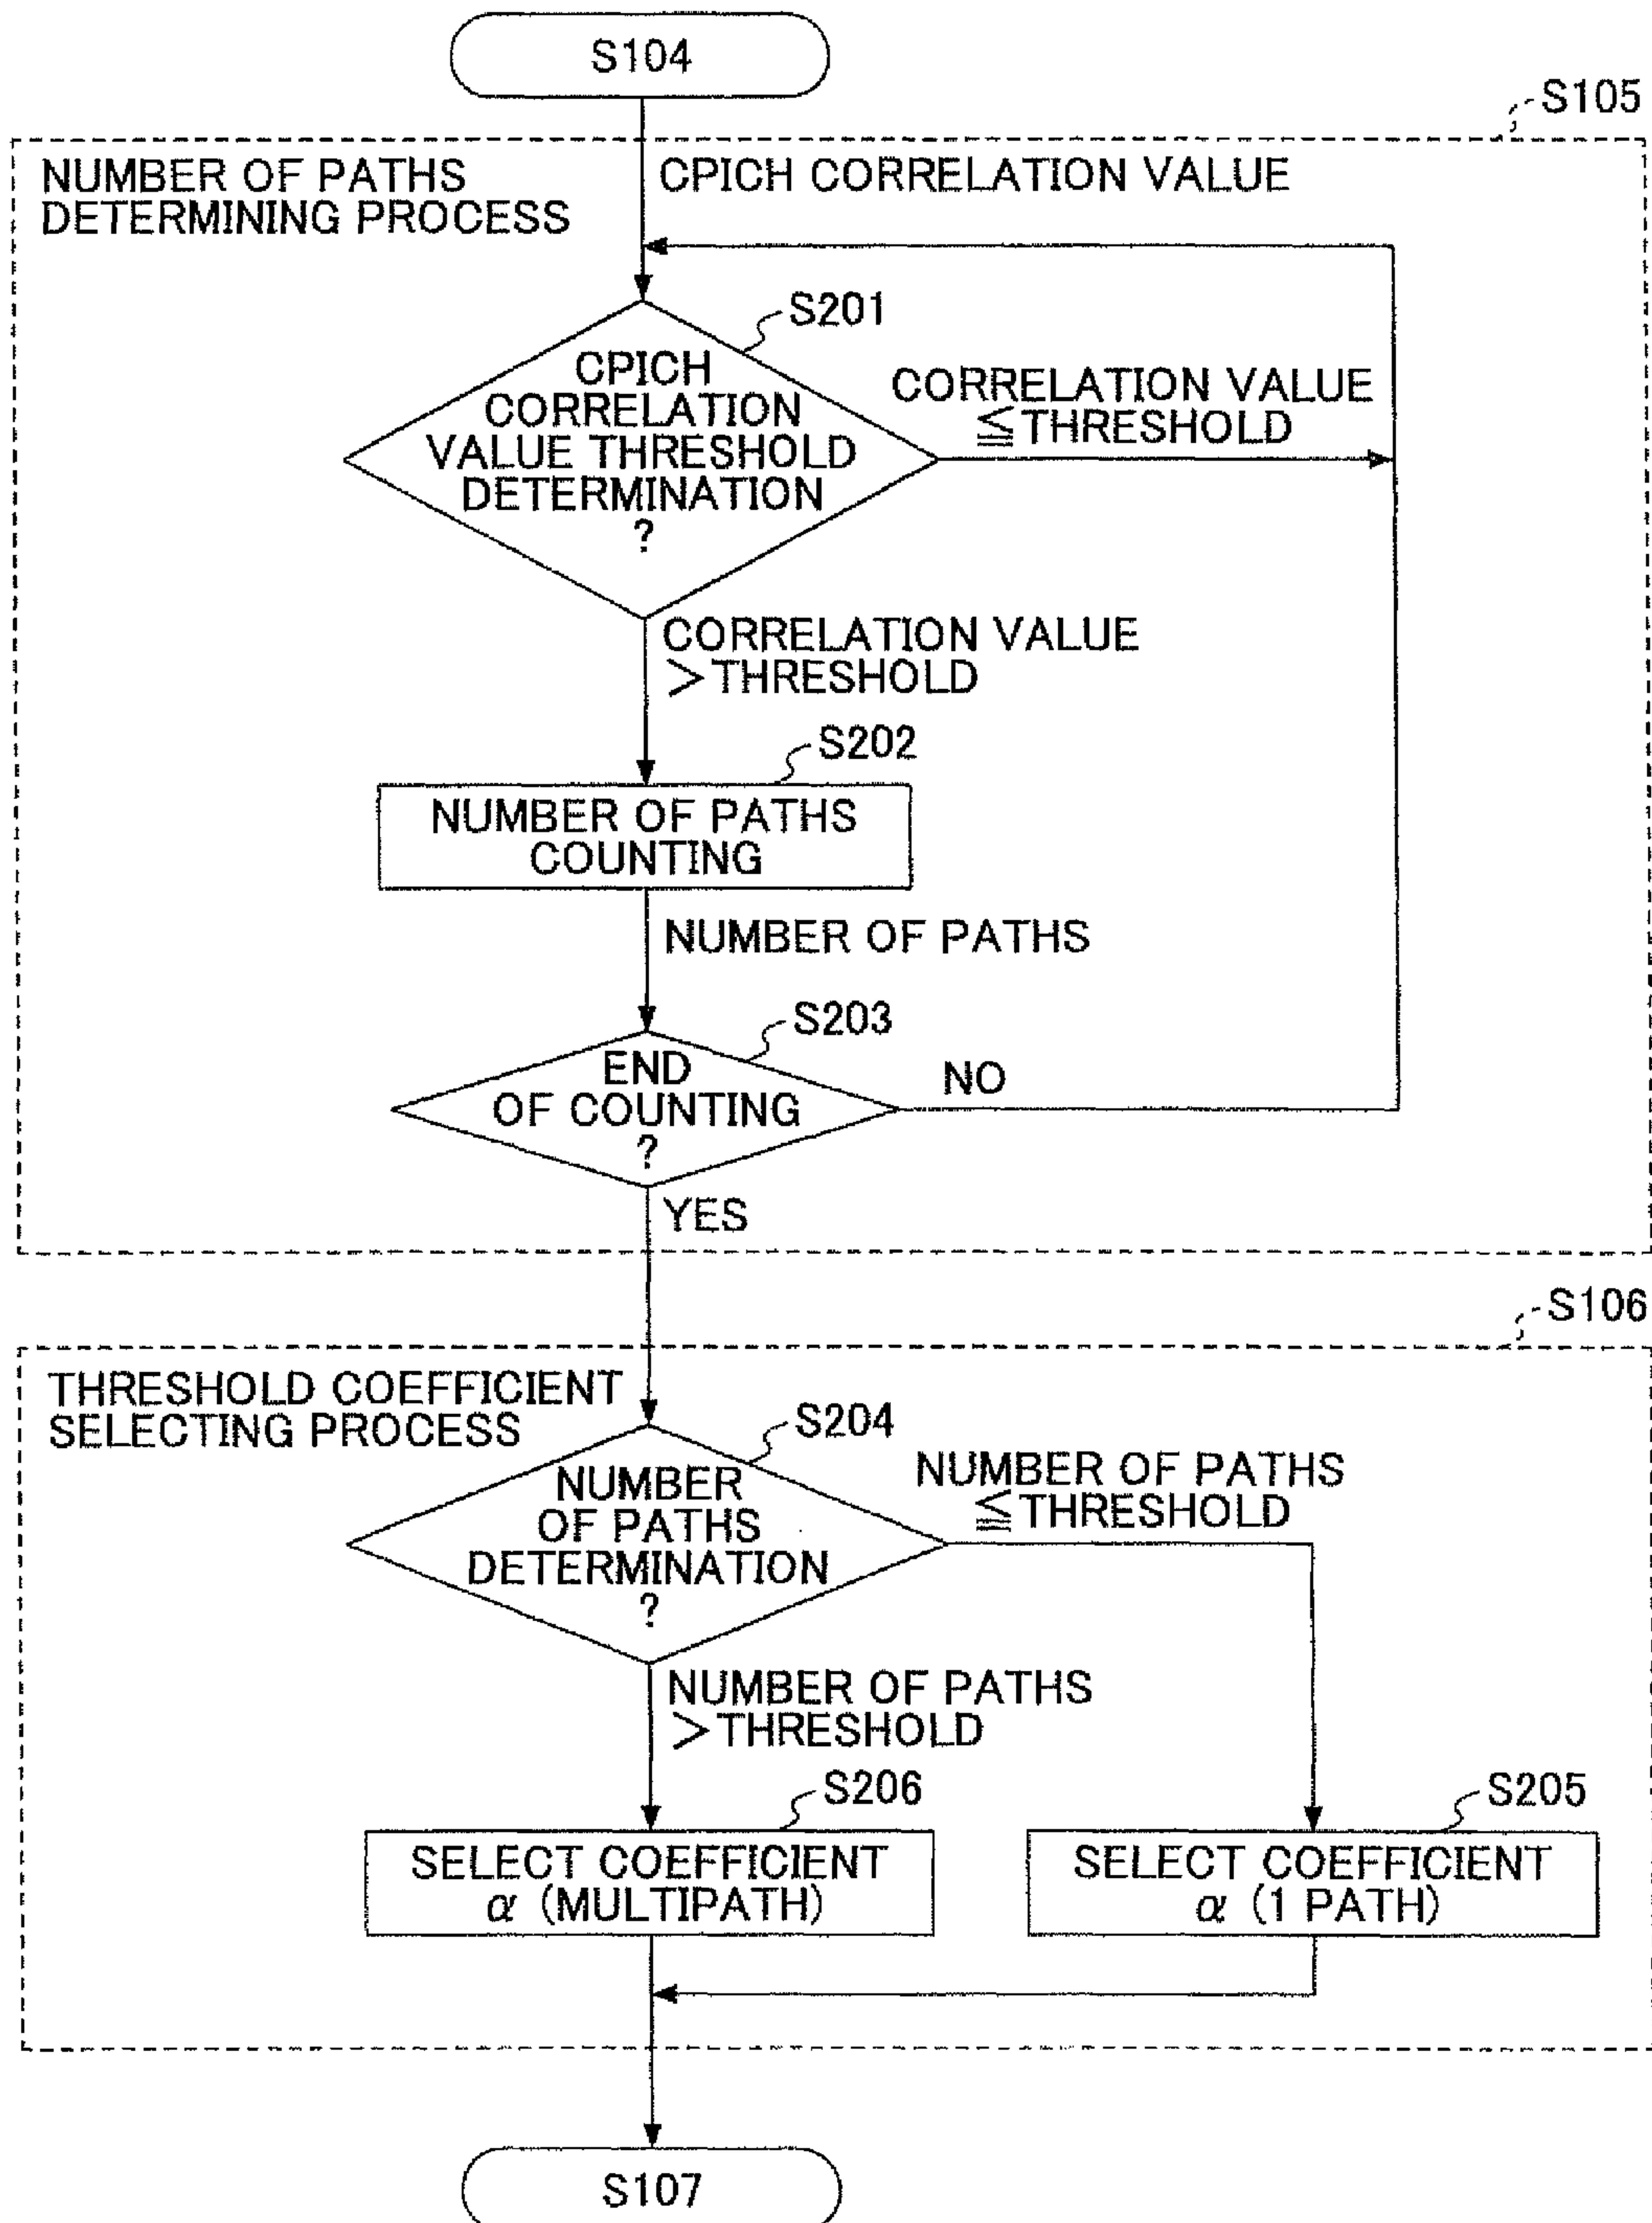 S104
S105
NUMBER OF PATHS
DETERMINING PROCESS
CPICH CORRELATION VALUE
S201
CPICH
CORRELATION
VALUE THRESHOLD
DETERMINATION
?
CORRELATION VALUE
≦THRESHOLD
CORRELATION VALUE
>THRESHOLD
S202
NUMBER OF PATHS
COUNTING
NUMBER OF PATHS
S203
END
OF COUNTING
?
NO
YES
S106
THRESHOLD COEFFICIENT
SELECTING PROCESS
S204
NUMBER
OF PATHS
DETERMINATION
?
NUMBER OF PATHS
≦THRESHOLD
NUMBER OF PATHS
>THRESHOLD
S206
SELECT COEFFICIENT
α (MULTIPATH)
S205
SELECT COEFFICIENT
α (1 PATH)
S107